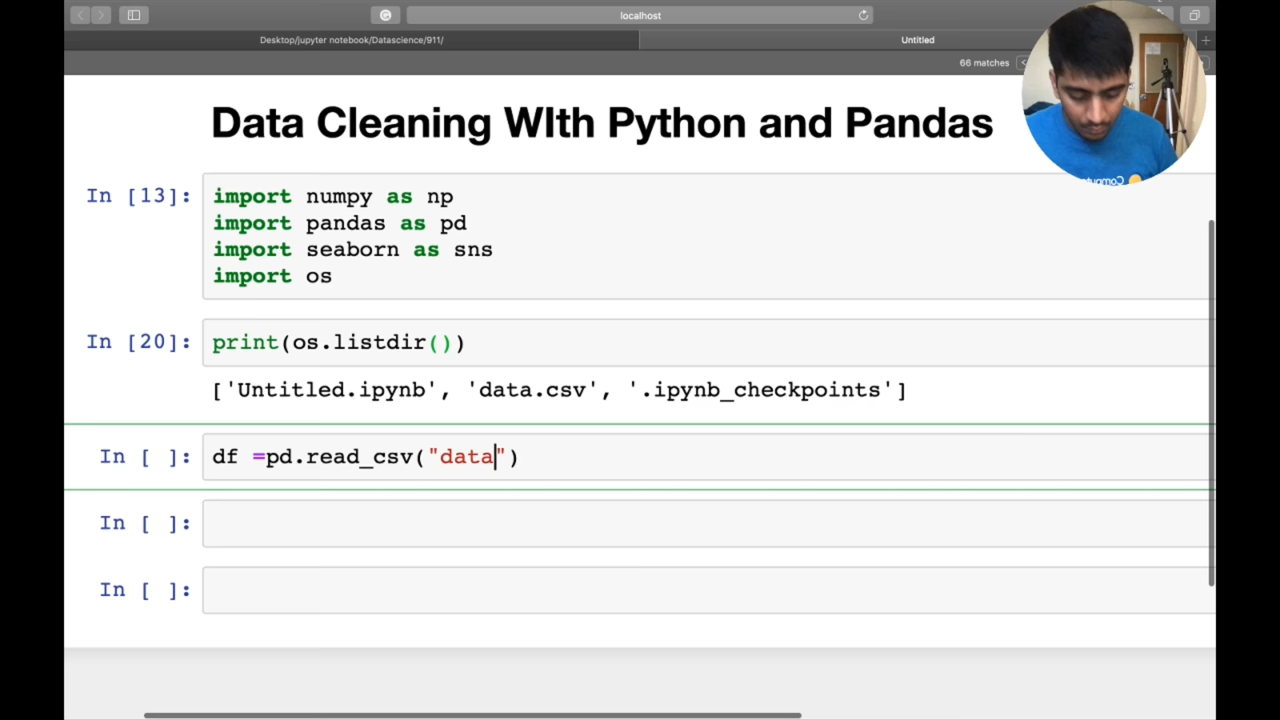 localhost
Desktop/jupyter notebook/Datascience/911/
Untitled
66 matches
Data Cleaning WIth Python and Pandas
In [13]:
import numpy as np
import pandas as pd
import seaborn as sns
import os
In [20]:
print(os.listdir())
['Untitled.ipynb', 'data.csv', '.ipynb_checkpoints']
In [ ]:
df =pd.read_csv("data")
In [ ]:
In [ ]: